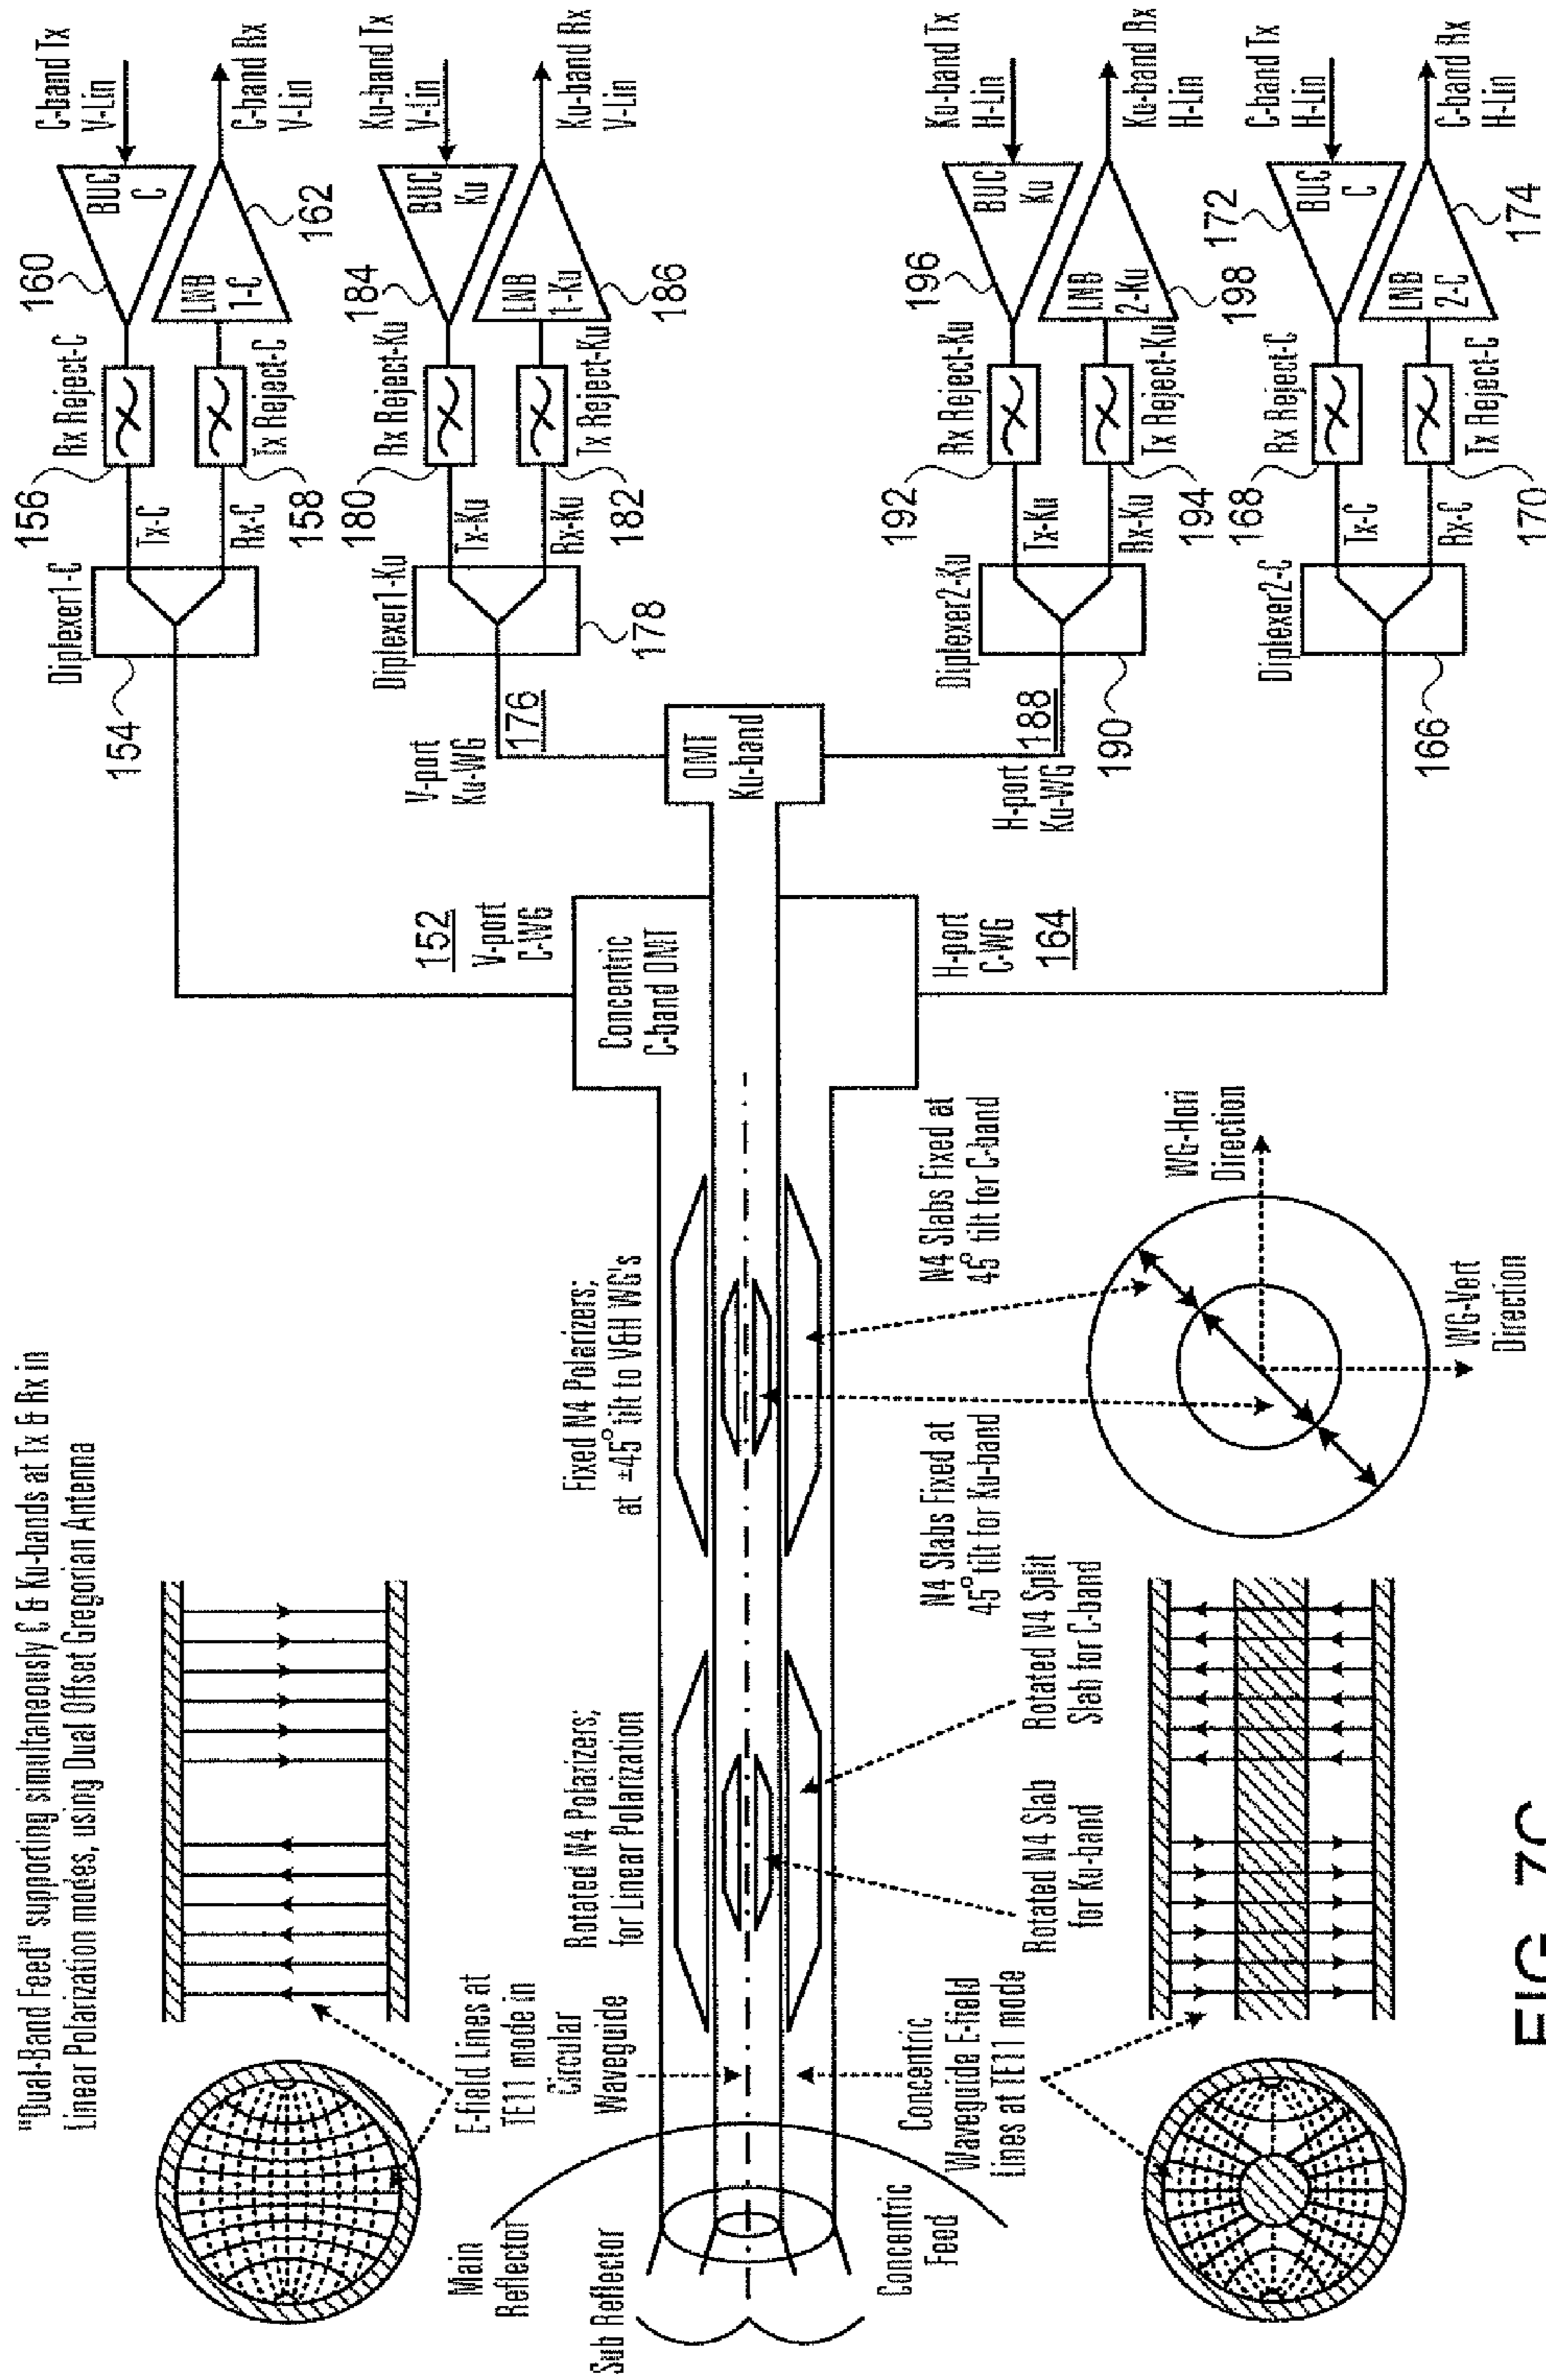 "Dual-Band Feed" supporting simultaneously C & Ku-bands at Tx & Rx in
Linear Polarization modes, using Dual Offset Gregorian Antenna
E-field Lines at
TE11 mode in
Circular
Waveguide
Main
Reflector
Sub Reflector
Concentric
Feed
Concentric
Waveguide E-field
Lines at TE11 mode
Rotated λ/4 Polarizers;
for Linear Polarization
Rotated λ/4 Slab
for Ku-band
Rotated λ/4 Split
Slab for C-band
Fixed λ/4 Polarizers;
at ±45° tilt to V&H WG's
λ/4 Slabs Fixed at
45° tilt for Ku-band
λ/4 Slabs Fixed at
45° tilt for C-band
WG-Hori
Direction
WG-Vert
Direction
Concentric
C-band OMT
152
V-port
C-WG
H-port
C-WG
164
OMT
Ku-band
V-port
Ku-WG
176
H-port
Ku-WG
188
Diplexer1-C
154
Tx-C
Rx-C
156
Rx Reject-C
158
Tx Reject-C
160
BUC
C
162
LNB
1-C
C-band Tx
V-Lin
C-band Rx
V-Lin
Diplexer1-Ku
178
Tx-Ku
Rx-Ku
180
Rx Reject-Ku
182
Tx Reject-Ku
184
BUC
Ku
186
LNB
1-Ku
Ku-band Tx
V-Lin
Ku-band Rx
V-Lin
Diplexer2-Ku
190
Tx-Ku
Rx-Ku
192
Rx Reject-Ku
194
Tx Reject-Ku
196
BUC
Ku
198
LNB
2-Ku
Ku-band Tx
H-Lin
Ku-band Rx
H-Lin
Diplexer2-C
166
Tx-C
Rx-C
168
Rx Reject-C
170
Tx Reject-C
172
BUC
C
174
LNB
2-C
C-band Tx
H-Lin
C-band Rx
H-Lin
FIG. 7C